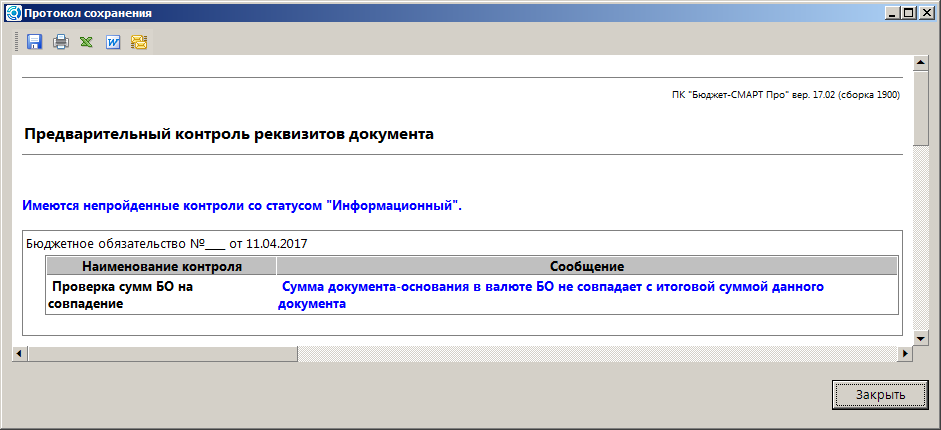 Протокол сохранения
ПК "Бюджет-СМАРТ Про" вер. 17.02 (сборка 1900)
Предварительный контроль реквизитов документа
Имеются непройденные контроли со статусом "Информационный".
Бюджетное обязательство №___ от 11.04.2017
Наименование контроля Сообщение
Проверка сумм БО на совпадение
Сумма документа-основания в валюте БО не совпадает с итоговой суммой данного
документа
Закрыть